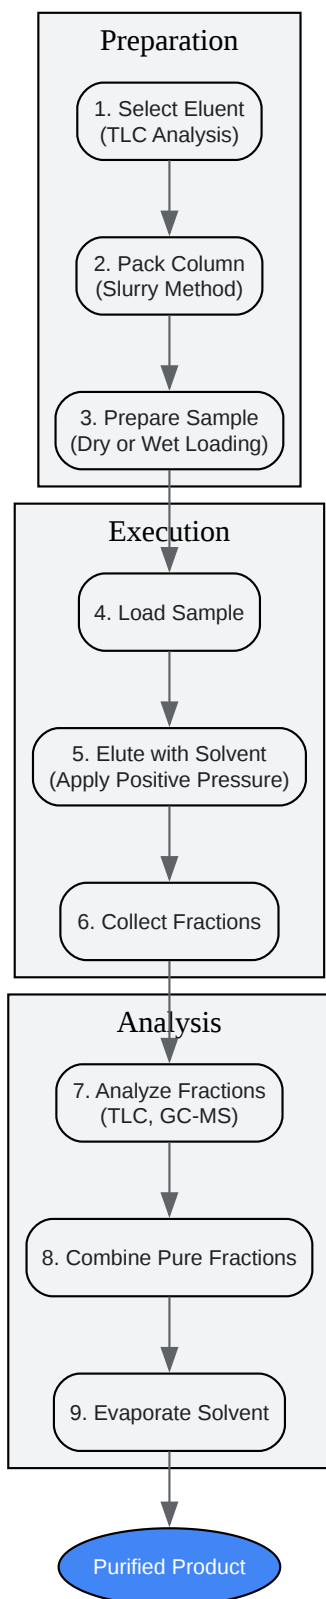 Preparation
1. Select Eluent
(TLC Analysis)
2. Pack Column
(Slurry Method)
3. Prepare Sample
(Dry or Wet Loading)
Execution
4. Load Sample
5. Elute with Solvent
(Apply Positive Pressure)
6. Collect Fractions
Analysis
7. Analyze Fractions
(TLC, GC-MS)
8. Combine Pure Fractions
9. Evaporate Solvent
Purified Product